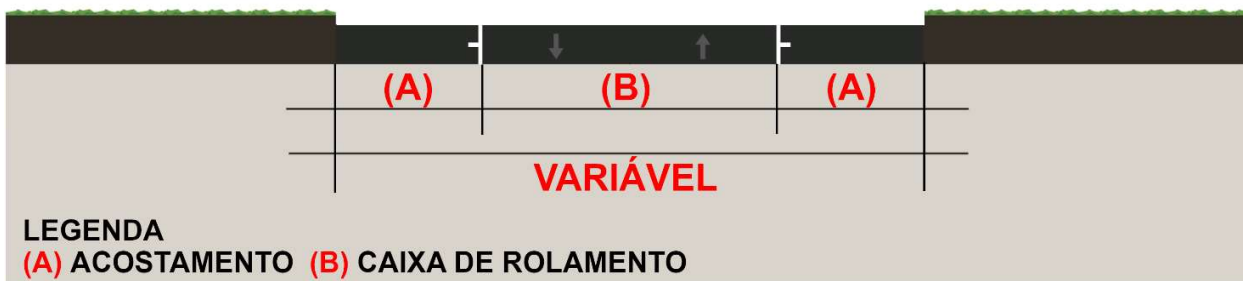 (A) (B) (A)
VARIÁVEL
LEGENDA
(A) ACOSTAMENTO (B) CAIXA DE ROLAMENTO